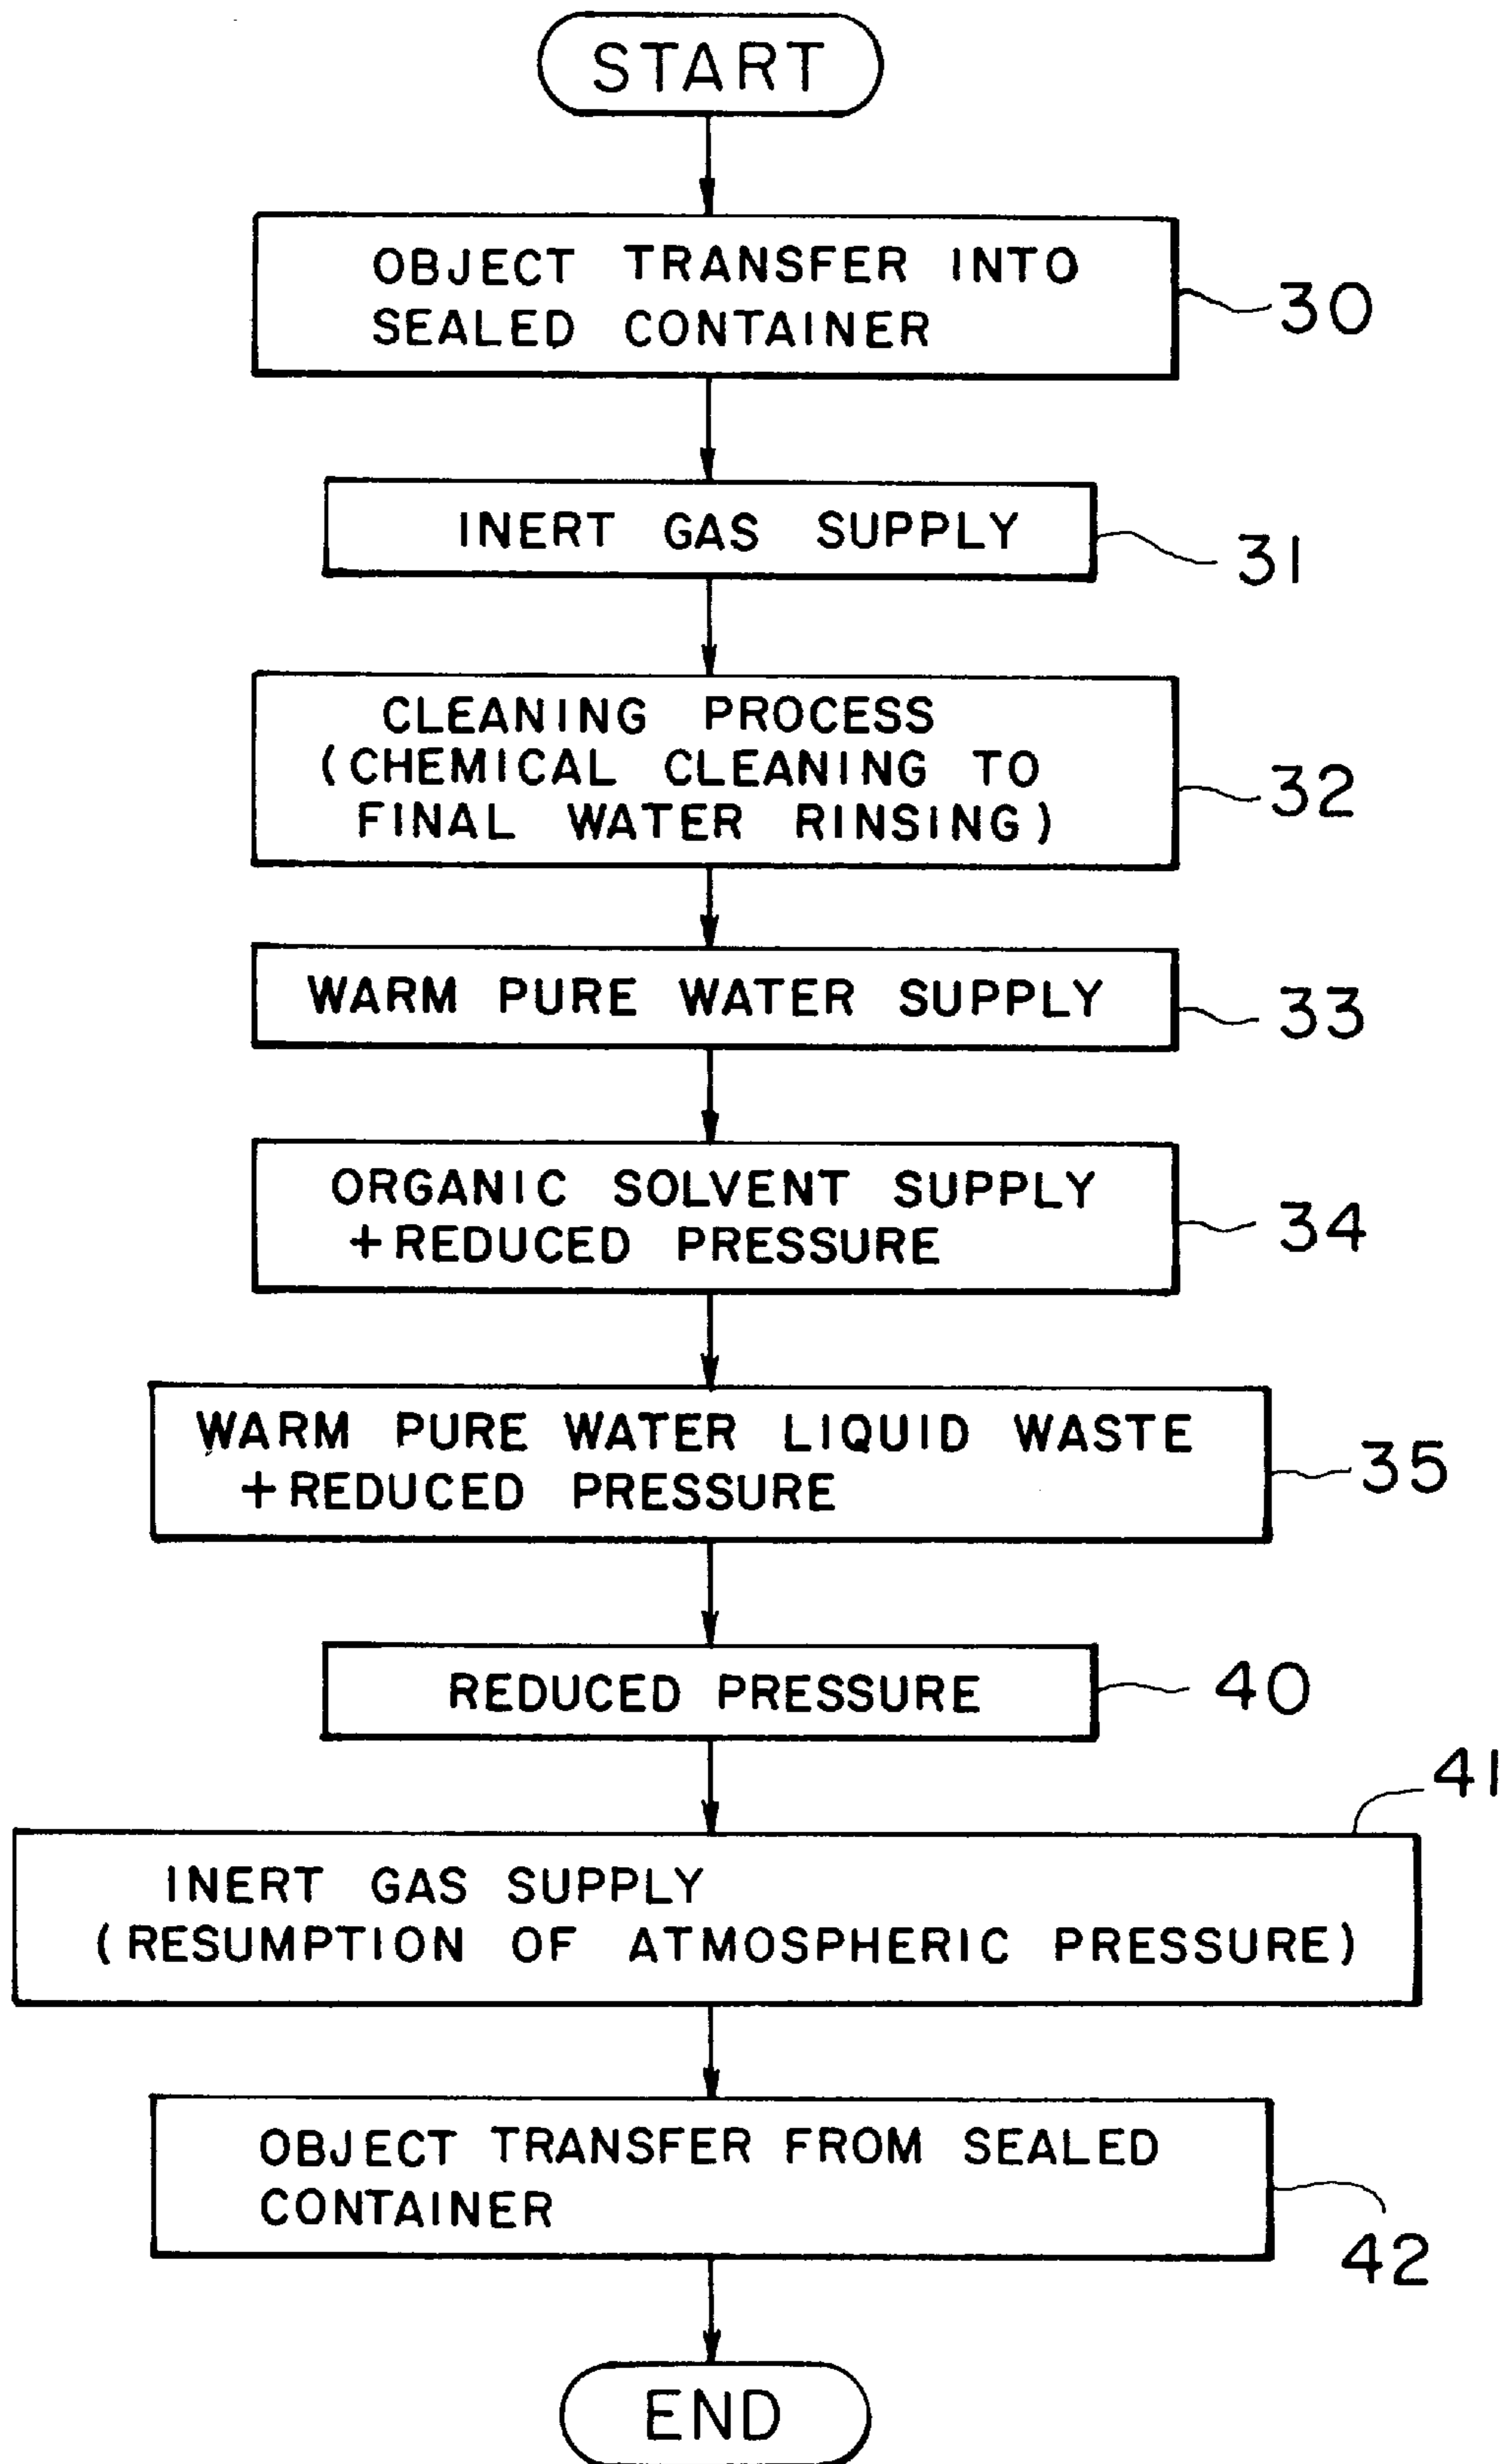 START
OBJECT TRANSFER INTO
SEALED CONTAINER
30
INERT GAS SUPPLY
31
CLEANING PROCESS
(CHEMICAL CLEANING TO
FINAL WATER RINSING)
32
WARM PURE WATER SUPPLY
33
ORGANIC SOLVENT SUPPLY
+REDUCED PRESSURE
34
WARM PURE WATER LIQUID WASTE
+REDUCED PRESSURE
35
REDUCED PRESSURE
40
41
INERT GAS SUPPLY
(RESUMPTION OF ATMOSPHERIC PRESSURE)
OBJECT TRANSFER FROM SEALED
CONTAINER
42
END